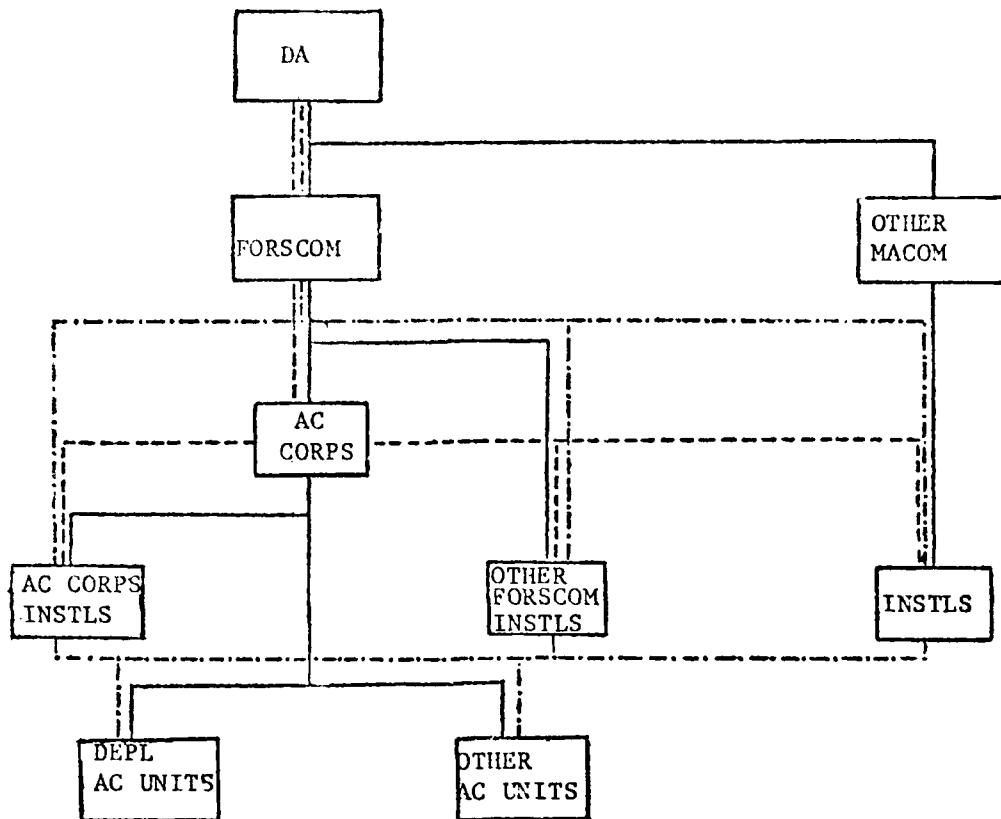 DA
FORSCOM
OTHER
MACOM
AC
CORPS
AC CORPS
INSTLS
OTHER
FORSCOM
INSTLS
INSTLS
DEPL
AC UNITS
OTHER
AC UNITS